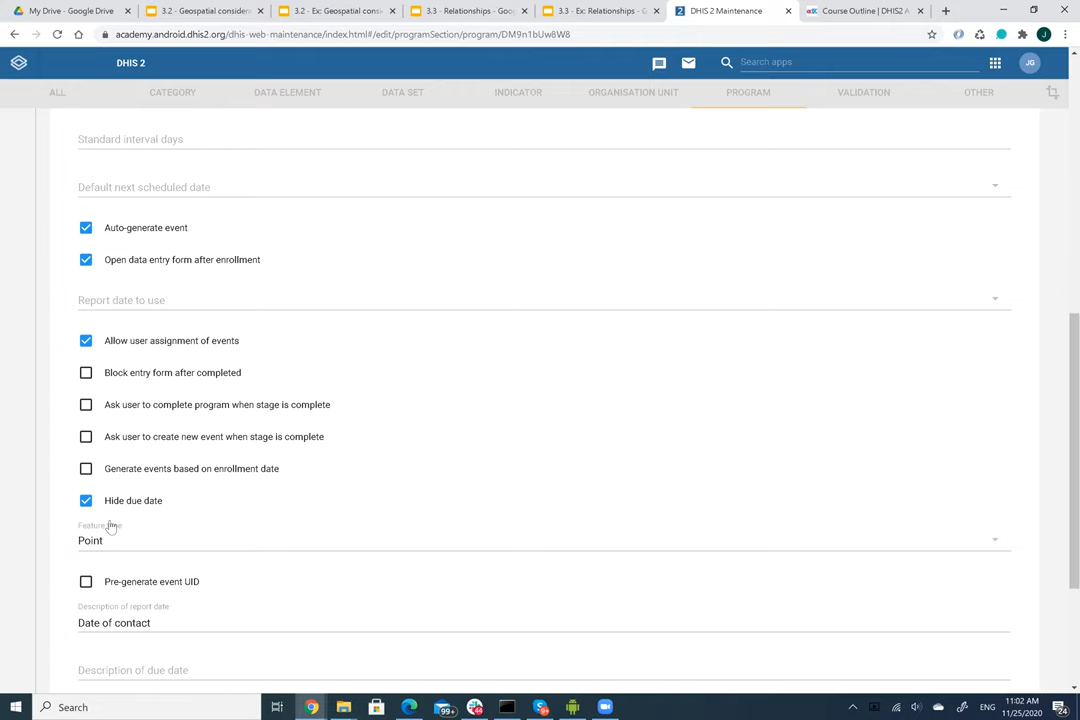 My Drive - Google Drive
3.2 - Geospatial consider
3.2 - Ex: Geospatial consi
3.3 - Relationships - Goog
3.3 - Ex: Relationships - G
DHIS 2 Maintenance
Course Outline | DHIS2 A
academy.android.dhis2.org/dhis-web-maintenance/index.html#/edit/programSection/program/DM9n1bUw8W8
J
DHIS 2
Search apps
JG
ALL
CATEGORY
DATA ELEMENT
DATA SET
INDICATOR
ORGANISATION UNIT
PROGRAM
VALIDATION
OTHER
Standard interval days
Default next scheduled date
Auto-generate event
Open data entry form after enrollment
Report date to use
Allow user assignment of events
Block entry form after completed
Ask user to complete program when stage is complete
Ask user to create new event when stage is complete
Generate events based on enrollment date
Hide due date
Feature
Point
Pre-generate event UID
Description of report date
Date of contact
Description of due date
Search
99+
ENG
11:02 AM
11/25/2020
24